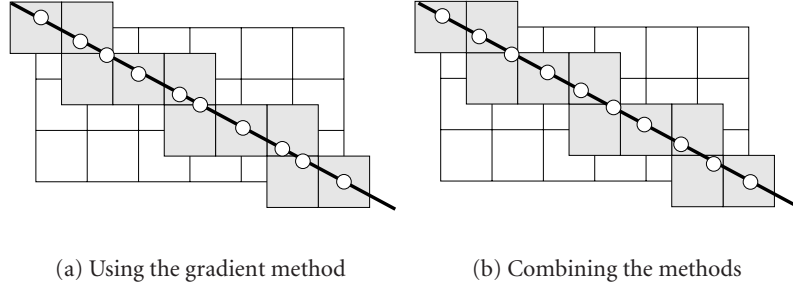 (a) Using the gradient method
(b) Combining the methods